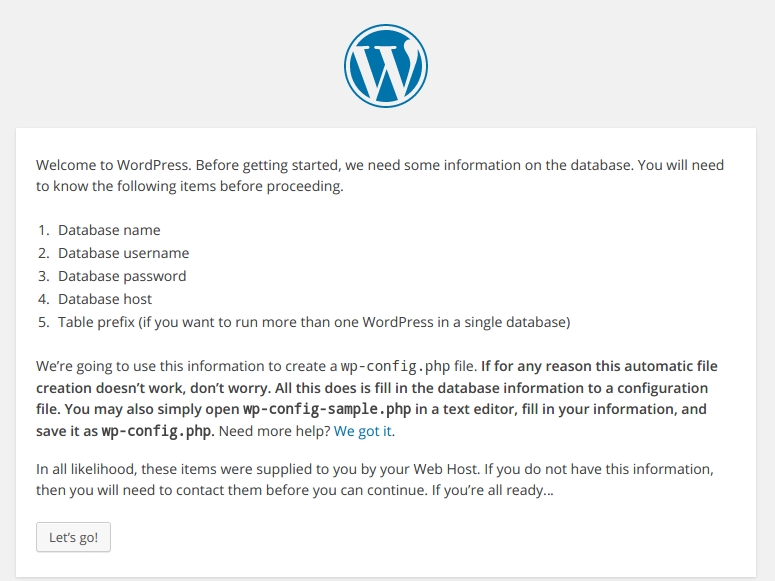 W
Welcome to WordPress. Before getting started, we need some information on the database. You will need
to know the following items before proceeding.
1. Database name
2. Database username
3. Database password
4. Database host
5. Table prefix (if you want to run more than one WordPress in a single database)
We’re going to use this information to create a wp-config.php file. If for any reason this automatic file
creation doesn’t work, don’t worry. All this does is fill in the database information to a configuration
file. You may also simply open wp-config-sample.php in a text editor, fill in your information, and
save it as wp-config.php. Need more help? We got it.
In all likelihood, these items were supplied to you by your Web Host. If you do not have this information,
then you will need to contact them before you can continue. If you’re all ready…
Let’s go!